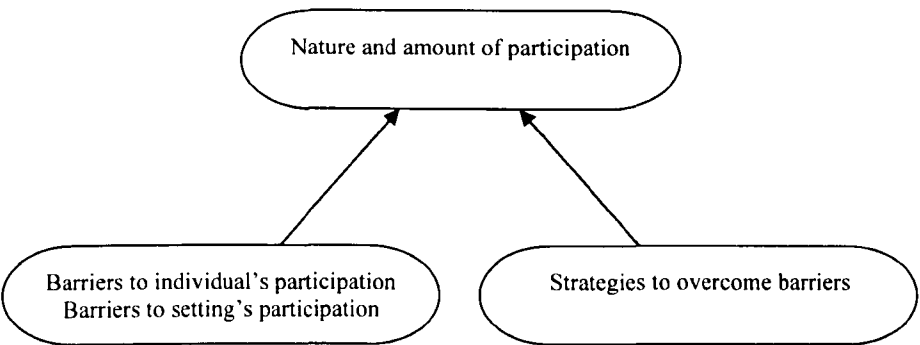 Nature and amount of participation
Barriers to individual's participation
Barriers to setting's participation
Strategies to overcome barriers